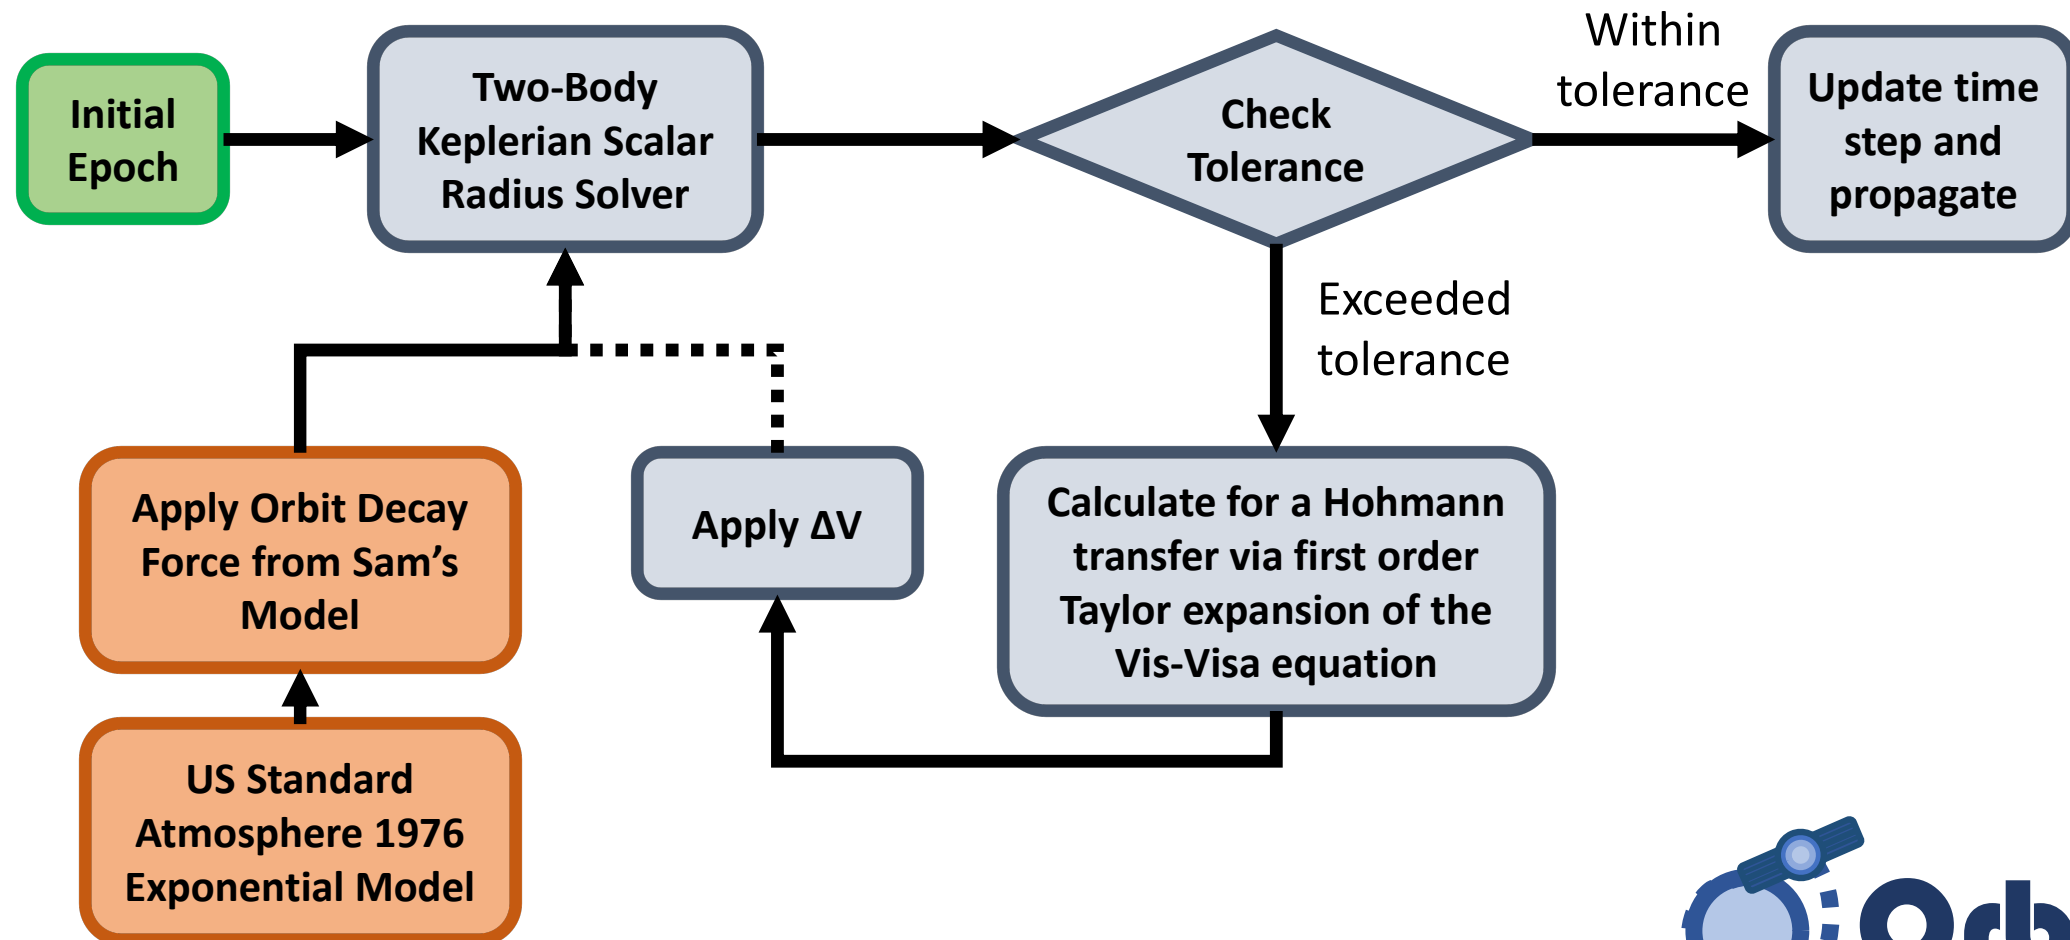 Initial
Epoch
Two-Body
Keplerian Scalar
Radius Solver
Check
Tolerance
Within
tolerance
Update time
step and
propagate
Exceeded
tolerance
Apply Orbit Decay
Force from Sam's
Model
Apply ΔV
Calculate for a Hohmann
transfer via first order
Taylor expansion of the
Vis-Visa equation
US Standard
Atmosphere 1976
Exponential Model